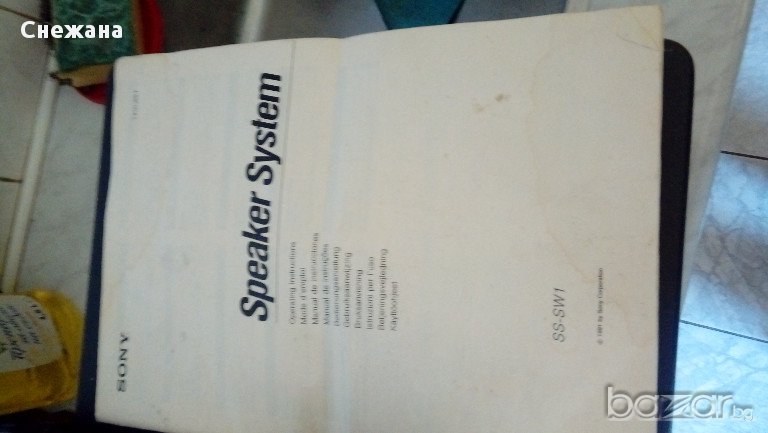 Снежана
SONY
Speaker System
Operating Instructions
Mode d'emploi
Manual de instrucciones
Manual de instruções
Bedienungsanleitung
Gebruiksaanwijzing
Bruksanvisning
Istruzioni per l'uso
Betjeningsvejledning
Käyttöohjeet
SS-SW1
© 1991 by Sony Corporation
bazar.bg